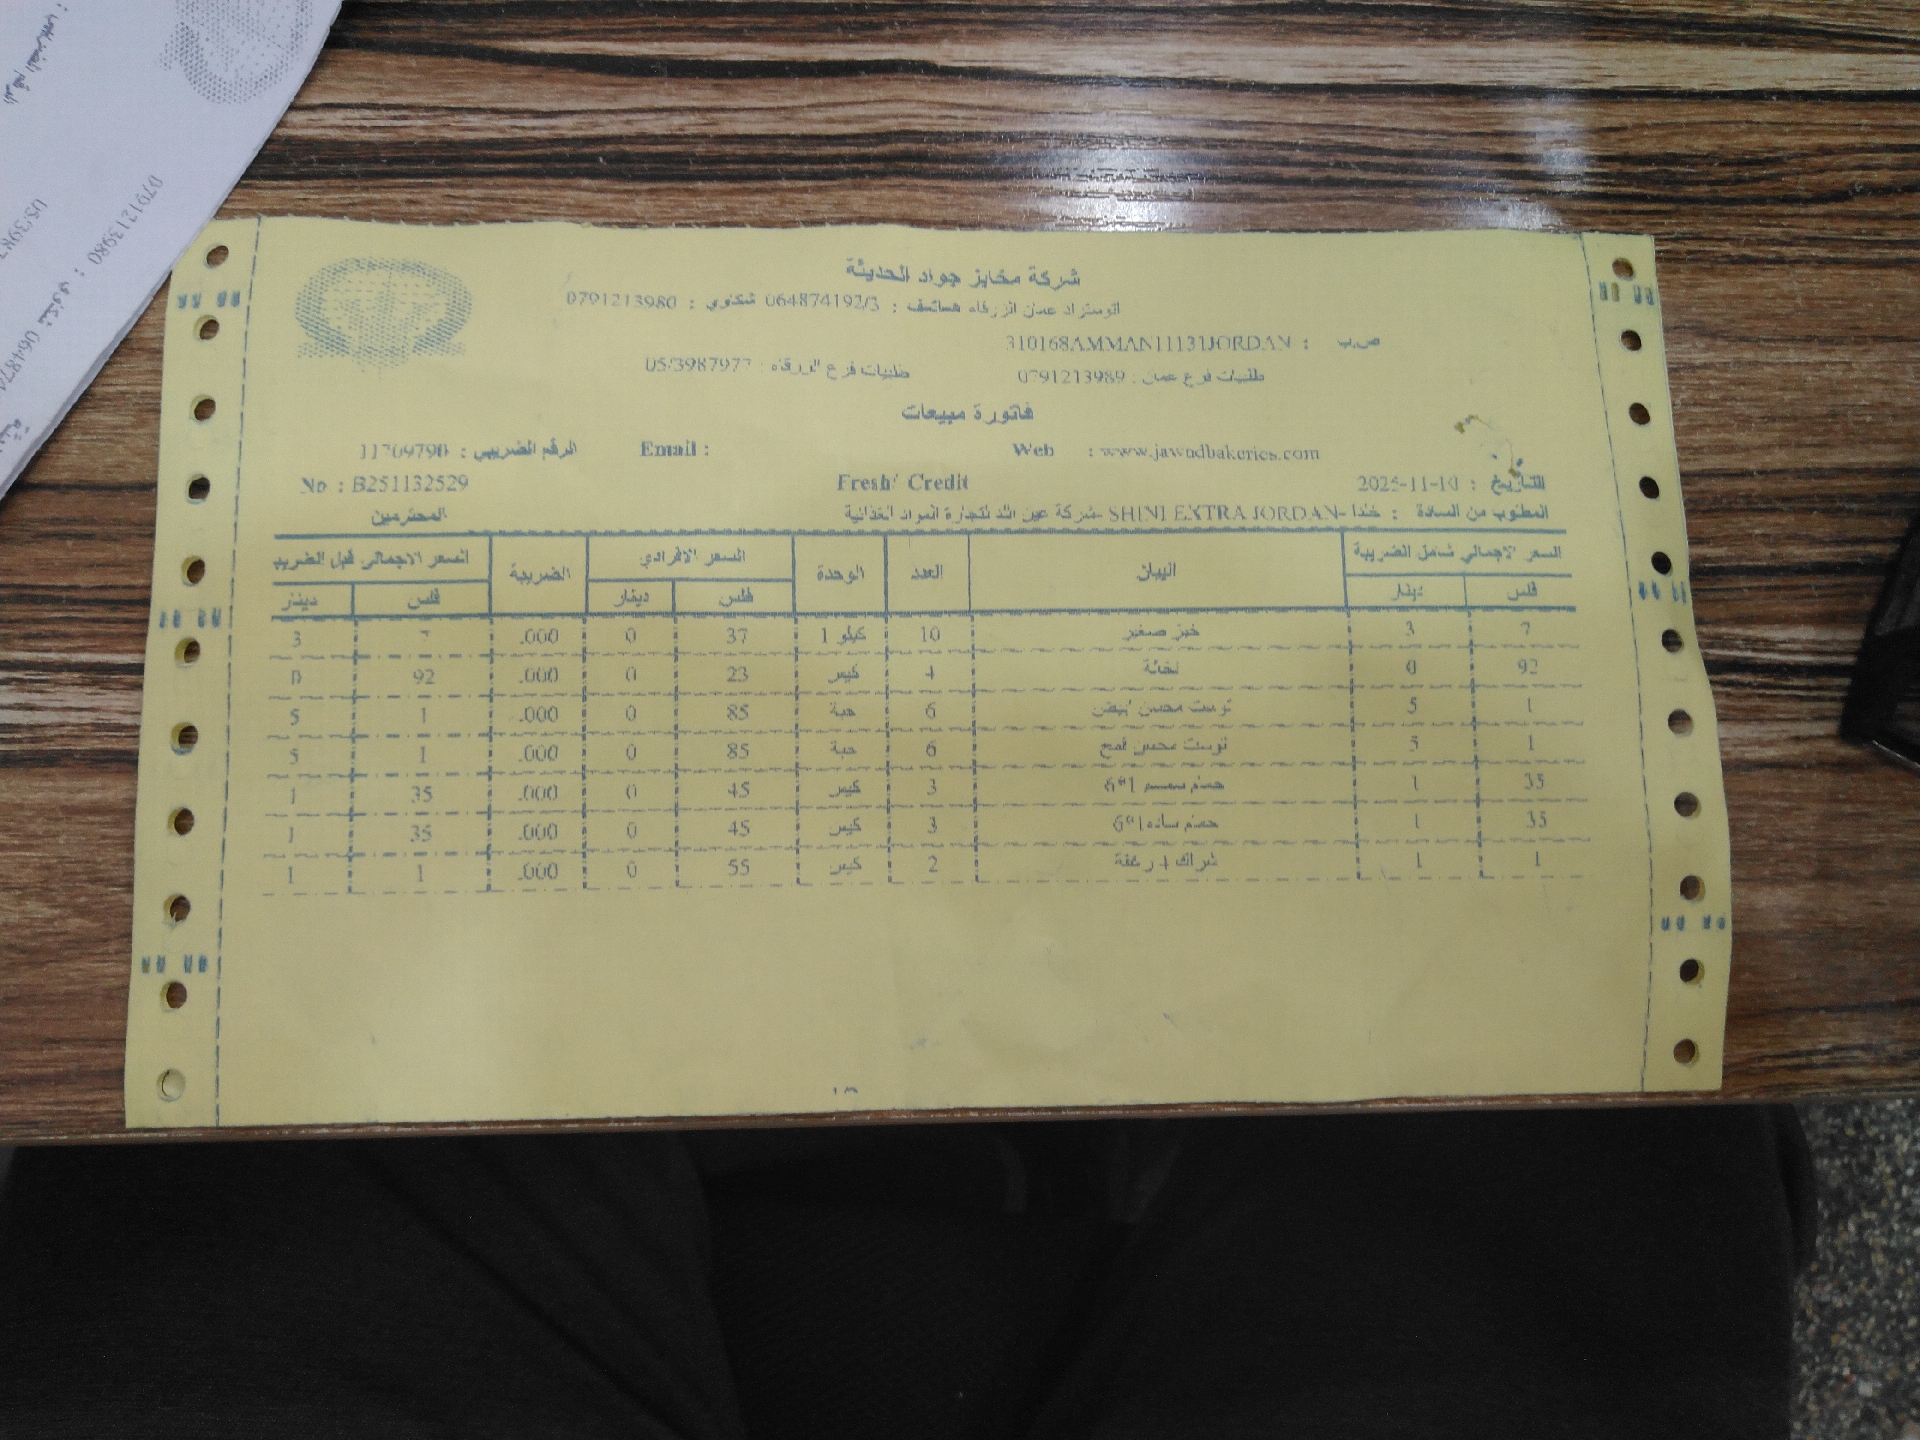 شركة مخابز جواد الحديثة
اتوستراد عمان الزرقاء هاتف : 064874192/3 شكاوي : 0791213980
ص.ب : 310168AMMAN11131JORDAN
طلبيات فرع عمان : 0791213989 طلبيات فرع الزرقاء : 05/3987977
فاتورة مبيعات
Web : www.jawadbakeries.com Email : الرقم الضريبي : 11709790
التاريخ : 2025-11-10 Fresh/ Credit No : B251132529
المطلوب من السادة : خلدا -SHINI EXTRA JORDAN- شركة عين لتجارة المواد الغذائية المحترمين
السعر الاجمالي شامل الضريبة البيان العدد الوحدة السعر الافرادي الضريبة السعر الاجمالي قبل الضريبة
فلس دينار فلس دينار فلس دينار
7 3 خبز صغير 10 كيلو 1 37 0 .000 7 3
92 0 نخالة 4 كيس 23 0 .000 92 0
1 5 توست محسن ابيض 6 حبة 85 0 .000 1 5
1 5 توست محسن قمح 6 حبة 85 0 .000 1 5
35 1 حمام سمسم 1*6 3 كيس 45 0 .000 35 1
35 1 حمام ساده 1*6 3 كيس 45 0 .000 35 1
1 1 شراك 4 رغفة 2 كيس 55 0 .000 1 1
0791213980 :